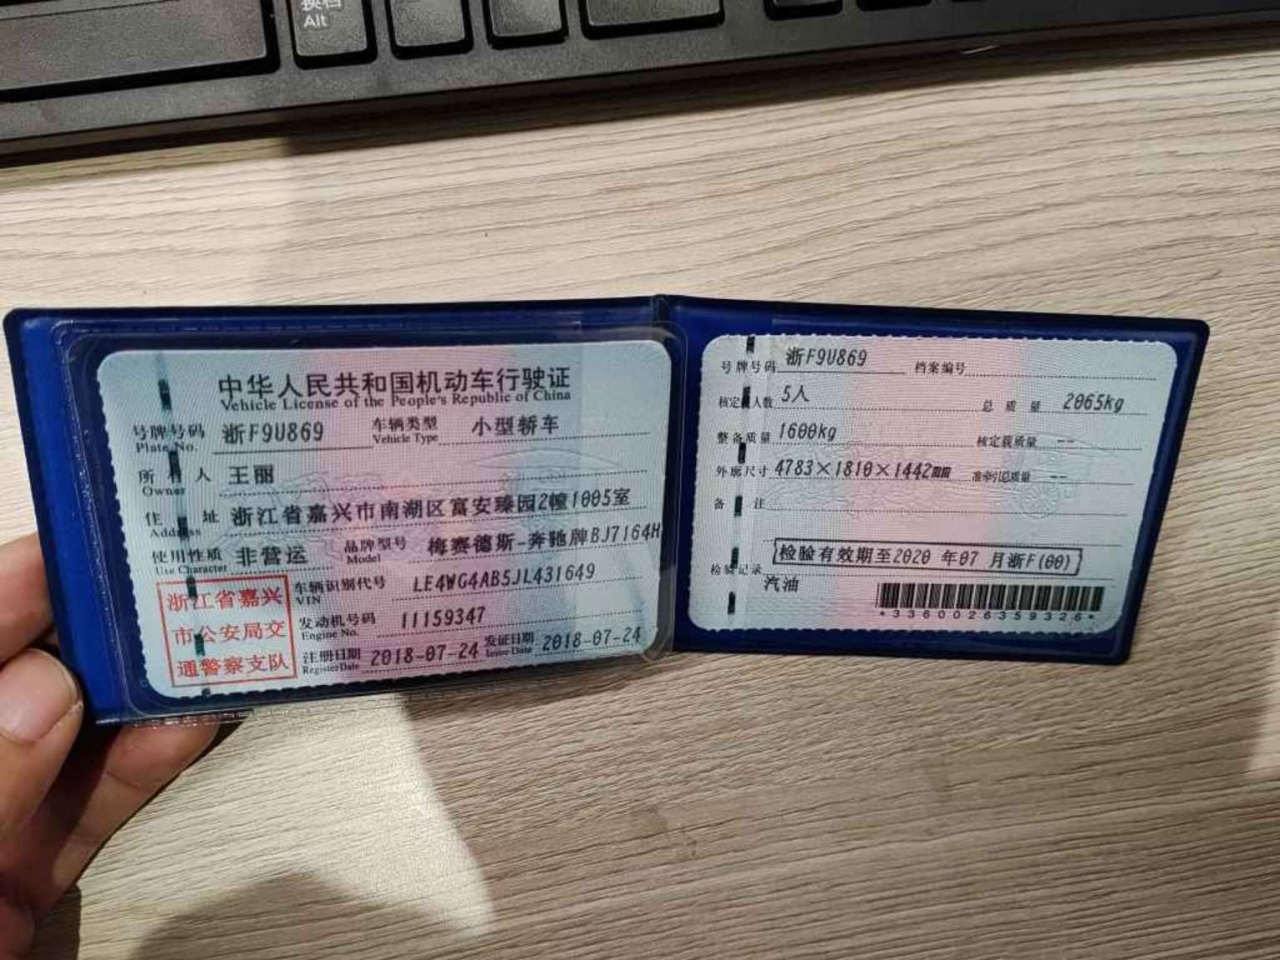 换档
Alt
中华人民共和国机动车行驶证
Vehicle License of the People's Republic of China
号牌号码 浙F9U869 车辆类型 小型轿车
Plate No. Vehicle Type
所有人 王丽
Owner
住址 浙江省嘉兴市南湖区富安臻园2幢1005室
Address
使用性质 非营运 品牌型号 梅赛德斯-奔驰牌BJ7164H
Use Character Model
浙江省嘉兴
市公安局交
通警察支队
车辆识别代号 LE4WG4AB5JL431649
VIN
发动机号码 11159347
Engine No.
注册日期 2018-07-24 发证日期 2018-07-24
Register Date Issue Date
号牌号码 浙F9U869 档案编号
核定载人数 5人 总质量 2065kg
整备质量 1600kg 核定载质量 --
外廓尺寸 4783×1810×1442mm 准牵引总质量 --
备注
检验有效期至2020年07月浙F(00)
检验记录
汽油
*3360026359326*